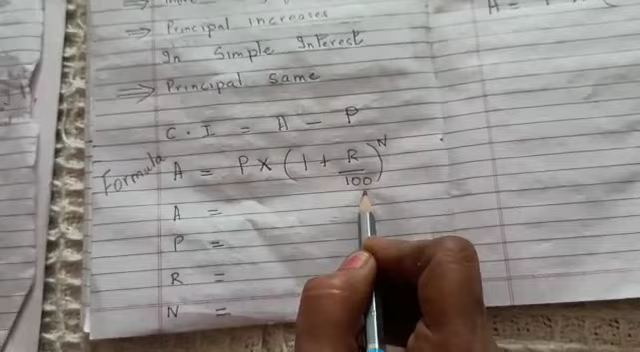 ⇒ Principal increases
In Simple Interest
⇒ Principal same
C.I = A - P
Formula A = P × (1 + R/100)^N
A =
P =
R =
N =
A =